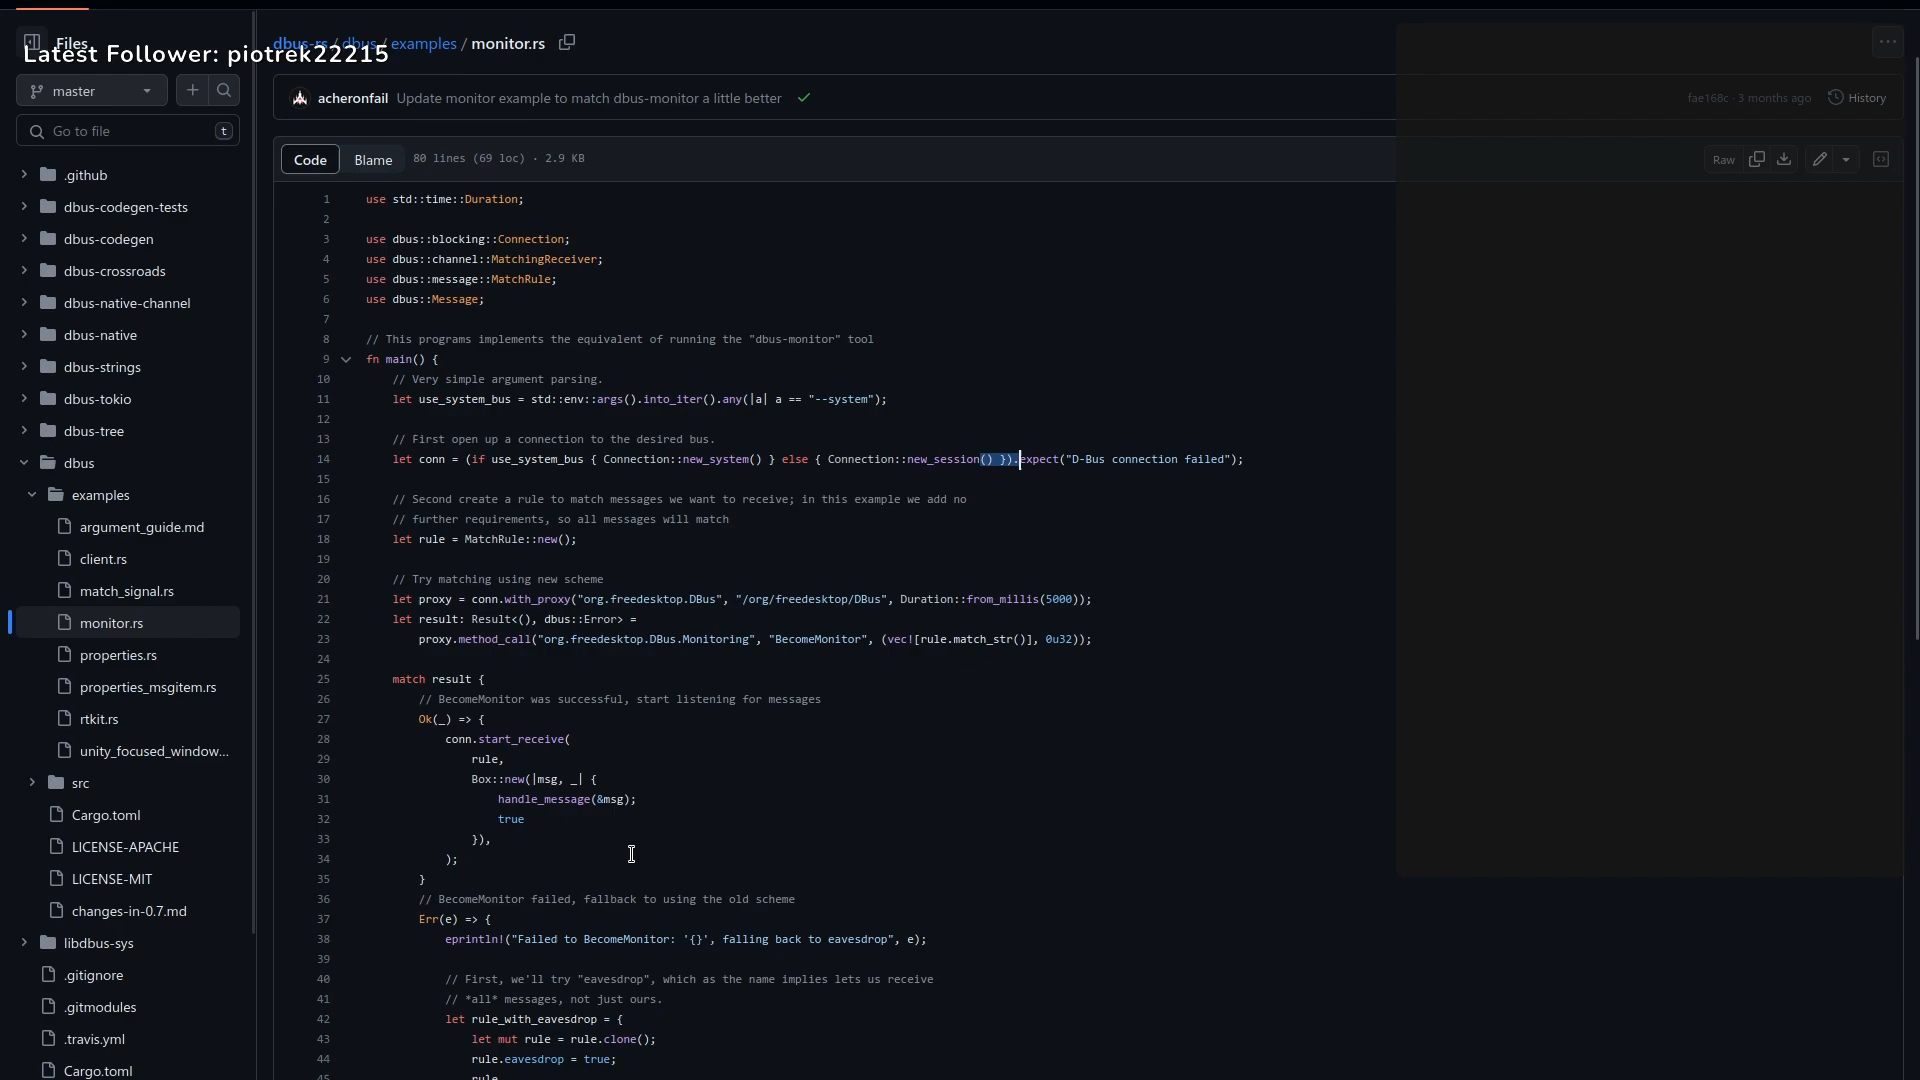 Files
Latest Follower: piotrek22215
dbus-rs / dbus / examples / monitor.rs
master
Go to file
t
.github
dbus-codegen-tests
dbus-codegen
dbus-crossroads
dbus-native-channel
dbus-native
dbus-strings
dbus-tokio
dbus-tree
dbus
examples
argument_guide.md
client.rs
match_signal.rs
monitor.rs
properties.rs
properties_msgitem.rs
rtkit.rs
unity_focused_window...
src
Cargo.toml
LICENSE-APACHE
LICENSE-MIT
changes-in-0.7.md
libdbus-sys
.gitignore
.gitmodules
.travis.yml
Cargo.toml
acheronfail Update monitor example to match dbus-monitor a little better
fae168c · 3 months ago History
Code Blame 80 lines (69 loc) · 2.9 KB
Raw
1 use std::time::Duration;
2
3 use dbus::blocking::Connection;
4 use dbus::channel::MatchingReceiver;
5 use dbus::message::MatchRule;
6 use dbus::Message;
7
8 // This programs implements the equivalent of running the "dbus-monitor" tool
9 fn main() {
10 // Very simple argument parsing.
11 let use_system_bus = std::env::args().into_iter().any(|a| a == "--system");
12
13 // First open up a connection to the desired bus.
14 let conn = (if use_system_bus { Connection::new_system() } else { Connection::new_session() }).expect("D-Bus connection failed");
15
16 // Second create a rule to match messages we want to receive; in this example we add no
17 // further requirements, so all messages will match
18 let rule = MatchRule::new();
19
20 // Try matching using new scheme
21 let proxy = conn.with_proxy("org.freedesktop.DBus", "/org/freedesktop/DBus", Duration::from_millis(5000));
22 let result: Result<(), dbus::Error> =
23 proxy.method_call("org.freedesktop.DBus.Monitoring", "BecomeMonitor", (vec![rule.match_str()], 0u32));
24
25 match result {
26 // BecomeMonitor was successful, start listening for messages
27 Ok(_) => {
28 conn.start_receive(
29 rule,
30 Box::new(|msg, _| {
31 handle_message(&msg);
32 true
33 }),
34 );
35 }
36 // BecomeMonitor failed, fallback to using the old scheme
37 Err(e) => {
38 eprintln!("Failed to BecomeMonitor: '{}', falling back to eavesdrop", e);
39
40 // First, we'll try "eavesdrop", which as the name implies lets us receive
41 // *all* messages, not just ours.
42 let rule_with_eavesdrop = {
43 let mut rule = rule.clone();
44 rule.eavesdrop = true;
45 rule